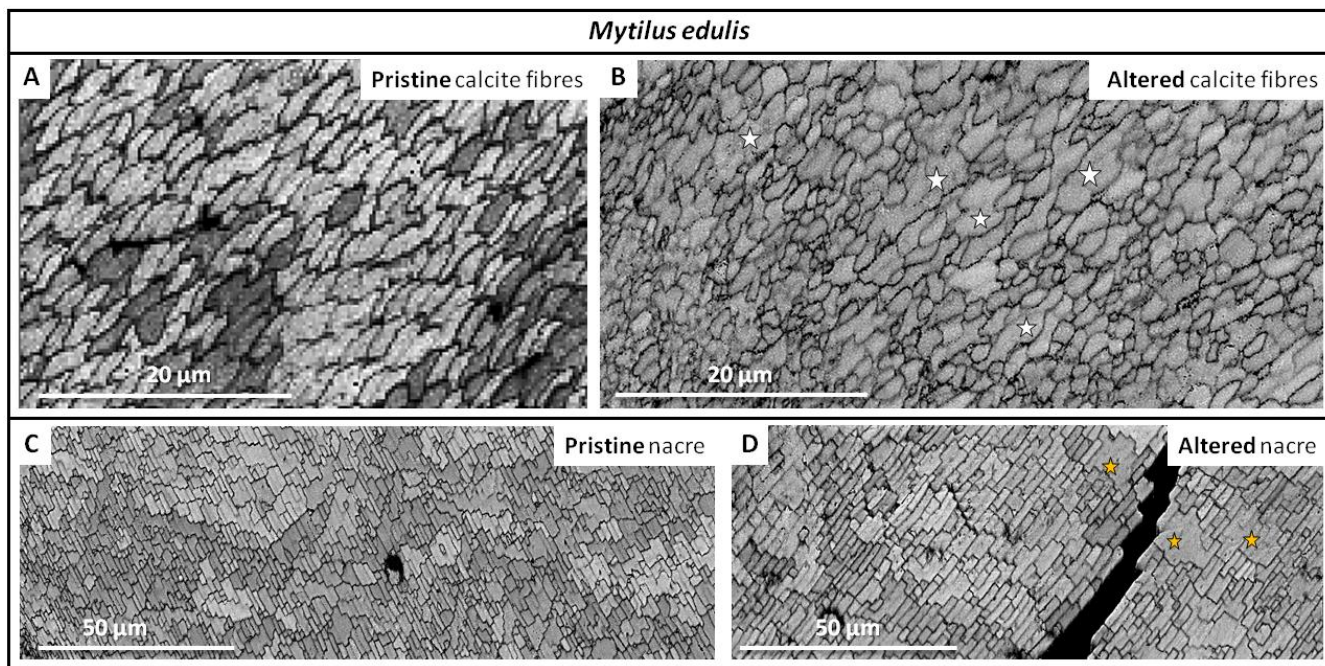 Mytilus edulis
A
Pristine calcite fibres
B
Altered calcite fibres
20 µm
20 µm
C
Pristine nacre
D
Altered nacre
50 µm
50 µm